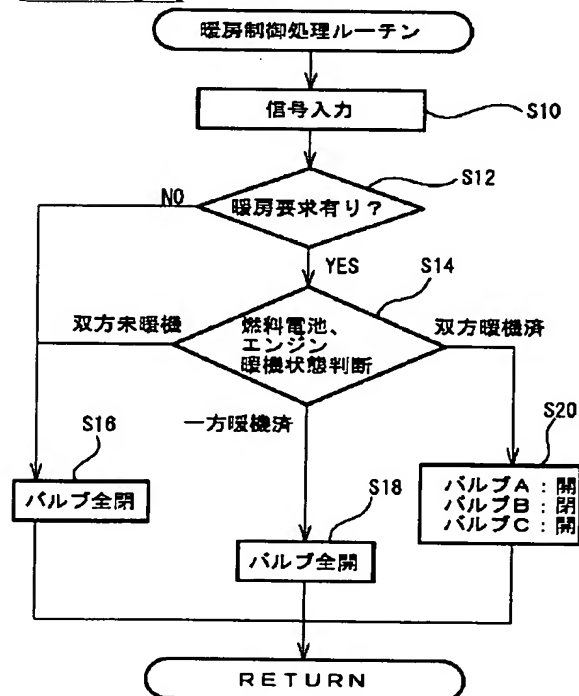 暖房制御処理ルーチン
信号入力
S10
S12
NO
暖房要求有り？
YES
S14
双方未暖機
燃料電池、
エンジン
暖機状態判断
双方暖機済
一方暖機済
S16
バルブ全閉
S18
バルブ全開
S20
バルブA：開
バルブB：閉
バルブC：開
RETURN